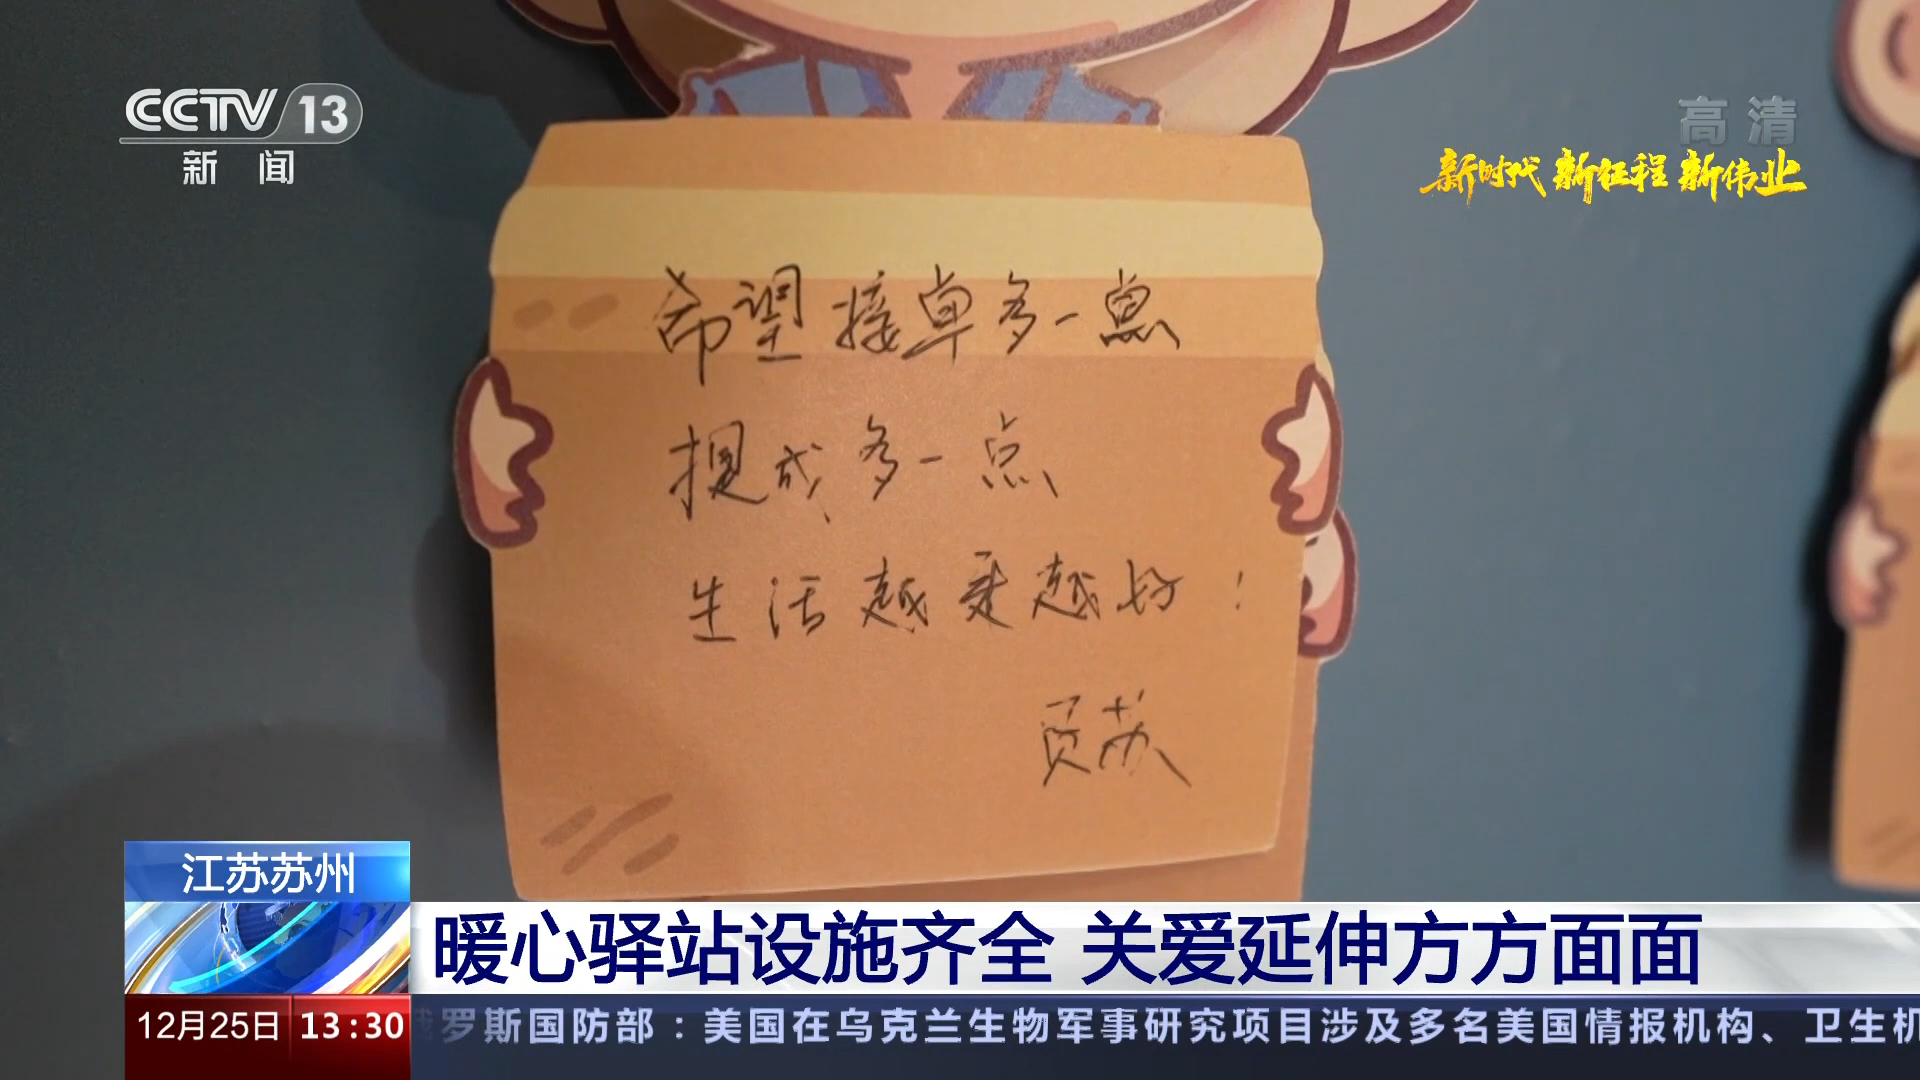 CCTV 13
新闻
高清
新时代 新征程 新伟业
希望接单多一点
提成多一点
生活越来越好!
江苏苏州
暖心驿站设施齐全 关爱延伸方方面面
12月25日 13:30
俄罗斯国防部:美国在乌克兰生物军事研究项目涉及多名美国情报机构、卫生机